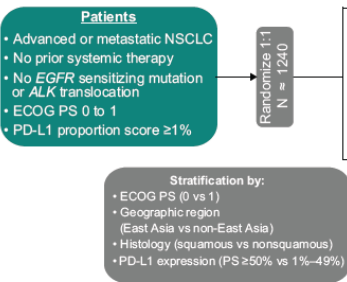 Patients
• Advanced or metastatic NSCLC
• No prior systemic therapy
• No EGFR sensitizing mutation
or ALK translocation
• ECOG PS 0 to 1
• PD-L1 proportion score ≥1%
Randomize 1:1
N ≈ 1240
Stratification by:
• ECOG PS (0 vs 1)
• Geographic region
(East Asia vs non-East Asia)
• Histology (squamous vs nonsquamous)
• PD-L1 expression (PS ≥50% vs 1%–49%)